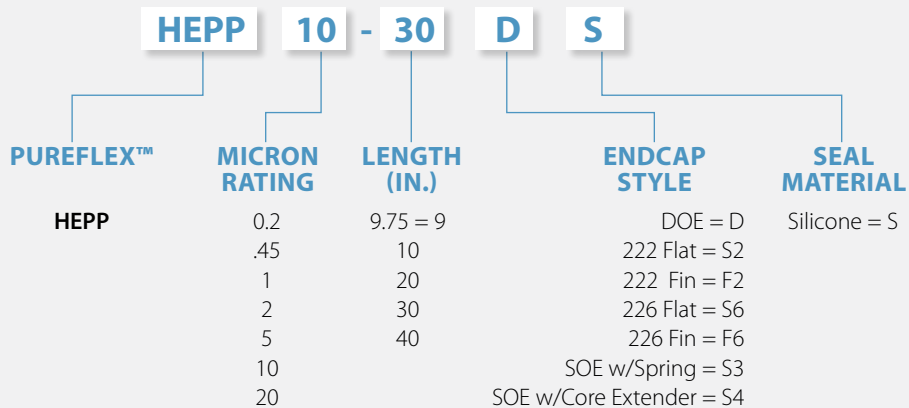 HEPP 10 - 30 D S
PUREFLEX™
MICRON
RATING
LENGTH
(IN.)
ENDCAP
STYLE
SEAL
MATERIAL
HEPP
0.2
.45
1
2
5
10
20
9.75 = 9
10
20
30
40
DOE = D
222 Flat = S2
222 Fin = F2
226 Flat = S6
226 Fin = F6
SOE w/Spring = S3
SOE w/Core Extender = S4
Silicone = S